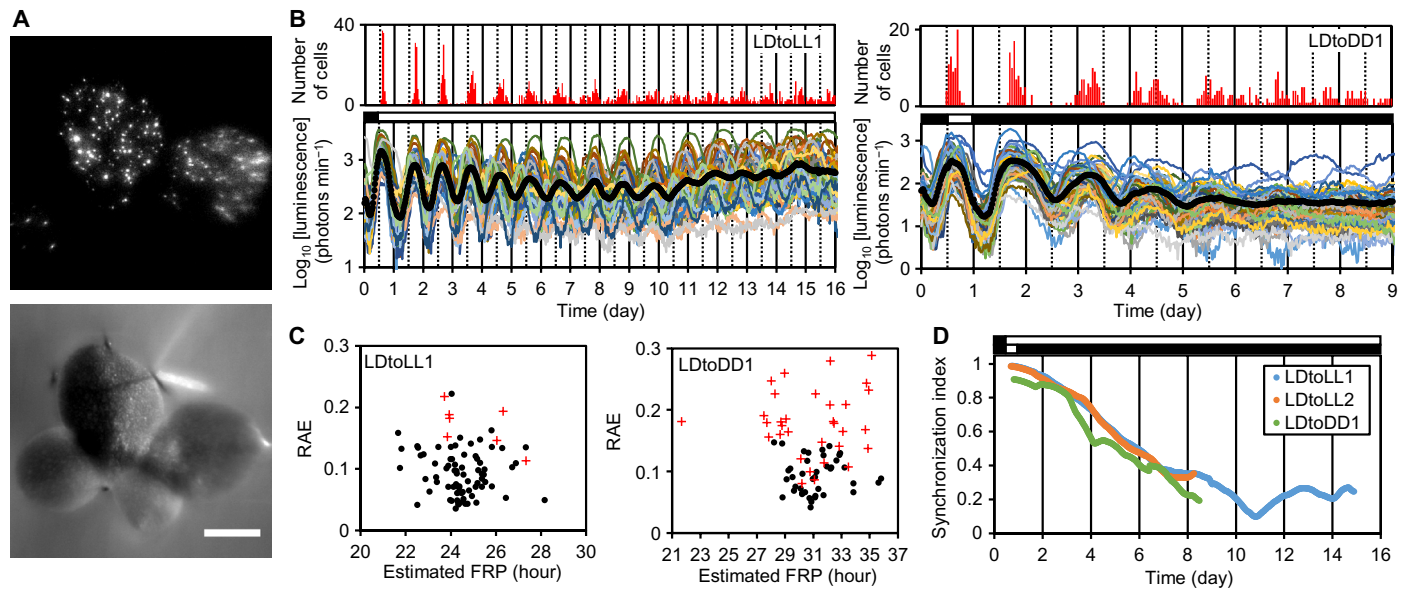 A
B
40
0
Number
of cells
LDtoLL1
Log₁₀ [luminescence]
(photons min⁻¹)
3
2
1
0 1 2 3 4 5 6 7 8 9 10 11 12 13 14 15 16
Time (day)
20
0
Number
of cells
LDtoDD1
Log₁₀ [luminescence]
(photons min⁻¹)
3
2
1
0
0 1 2 3 4 5 6 7 8 9
Time (day)
C
LDtoLL1
RAE
0.3
0.2
0.1
0
20 22 24 26 28 30
Estimated FRP (hour)
LDtoDD1
RAE
0.3
0.2
0.1
0
21 23 25 27 29 31 33 35 37
Estimated FRP (hour)
D
Synchronization index
1
0.8
0.6
0.4
0.2
0
LDtoLL1
LDtoLL2
LDtoDD1
0 2 4 6 8 10 12 14 16
Time (day)